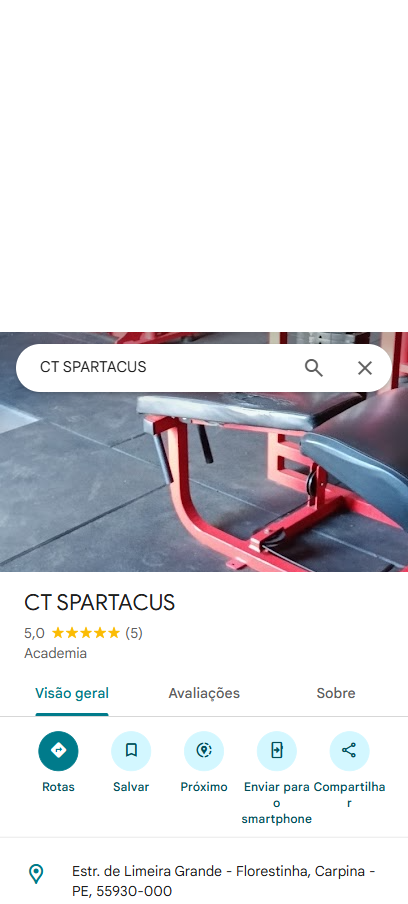 CT SPARTACUS
CT SPARTACUS
5,0 (5)
Academia
Visão geral
Avaliações
Sobre
Rotas
Salvar
Próximo
Enviar para
o
smartphone
Compartilha
r
Estr. de Limeira Grande - Florestinha, Carpina -
PE, 55930-000